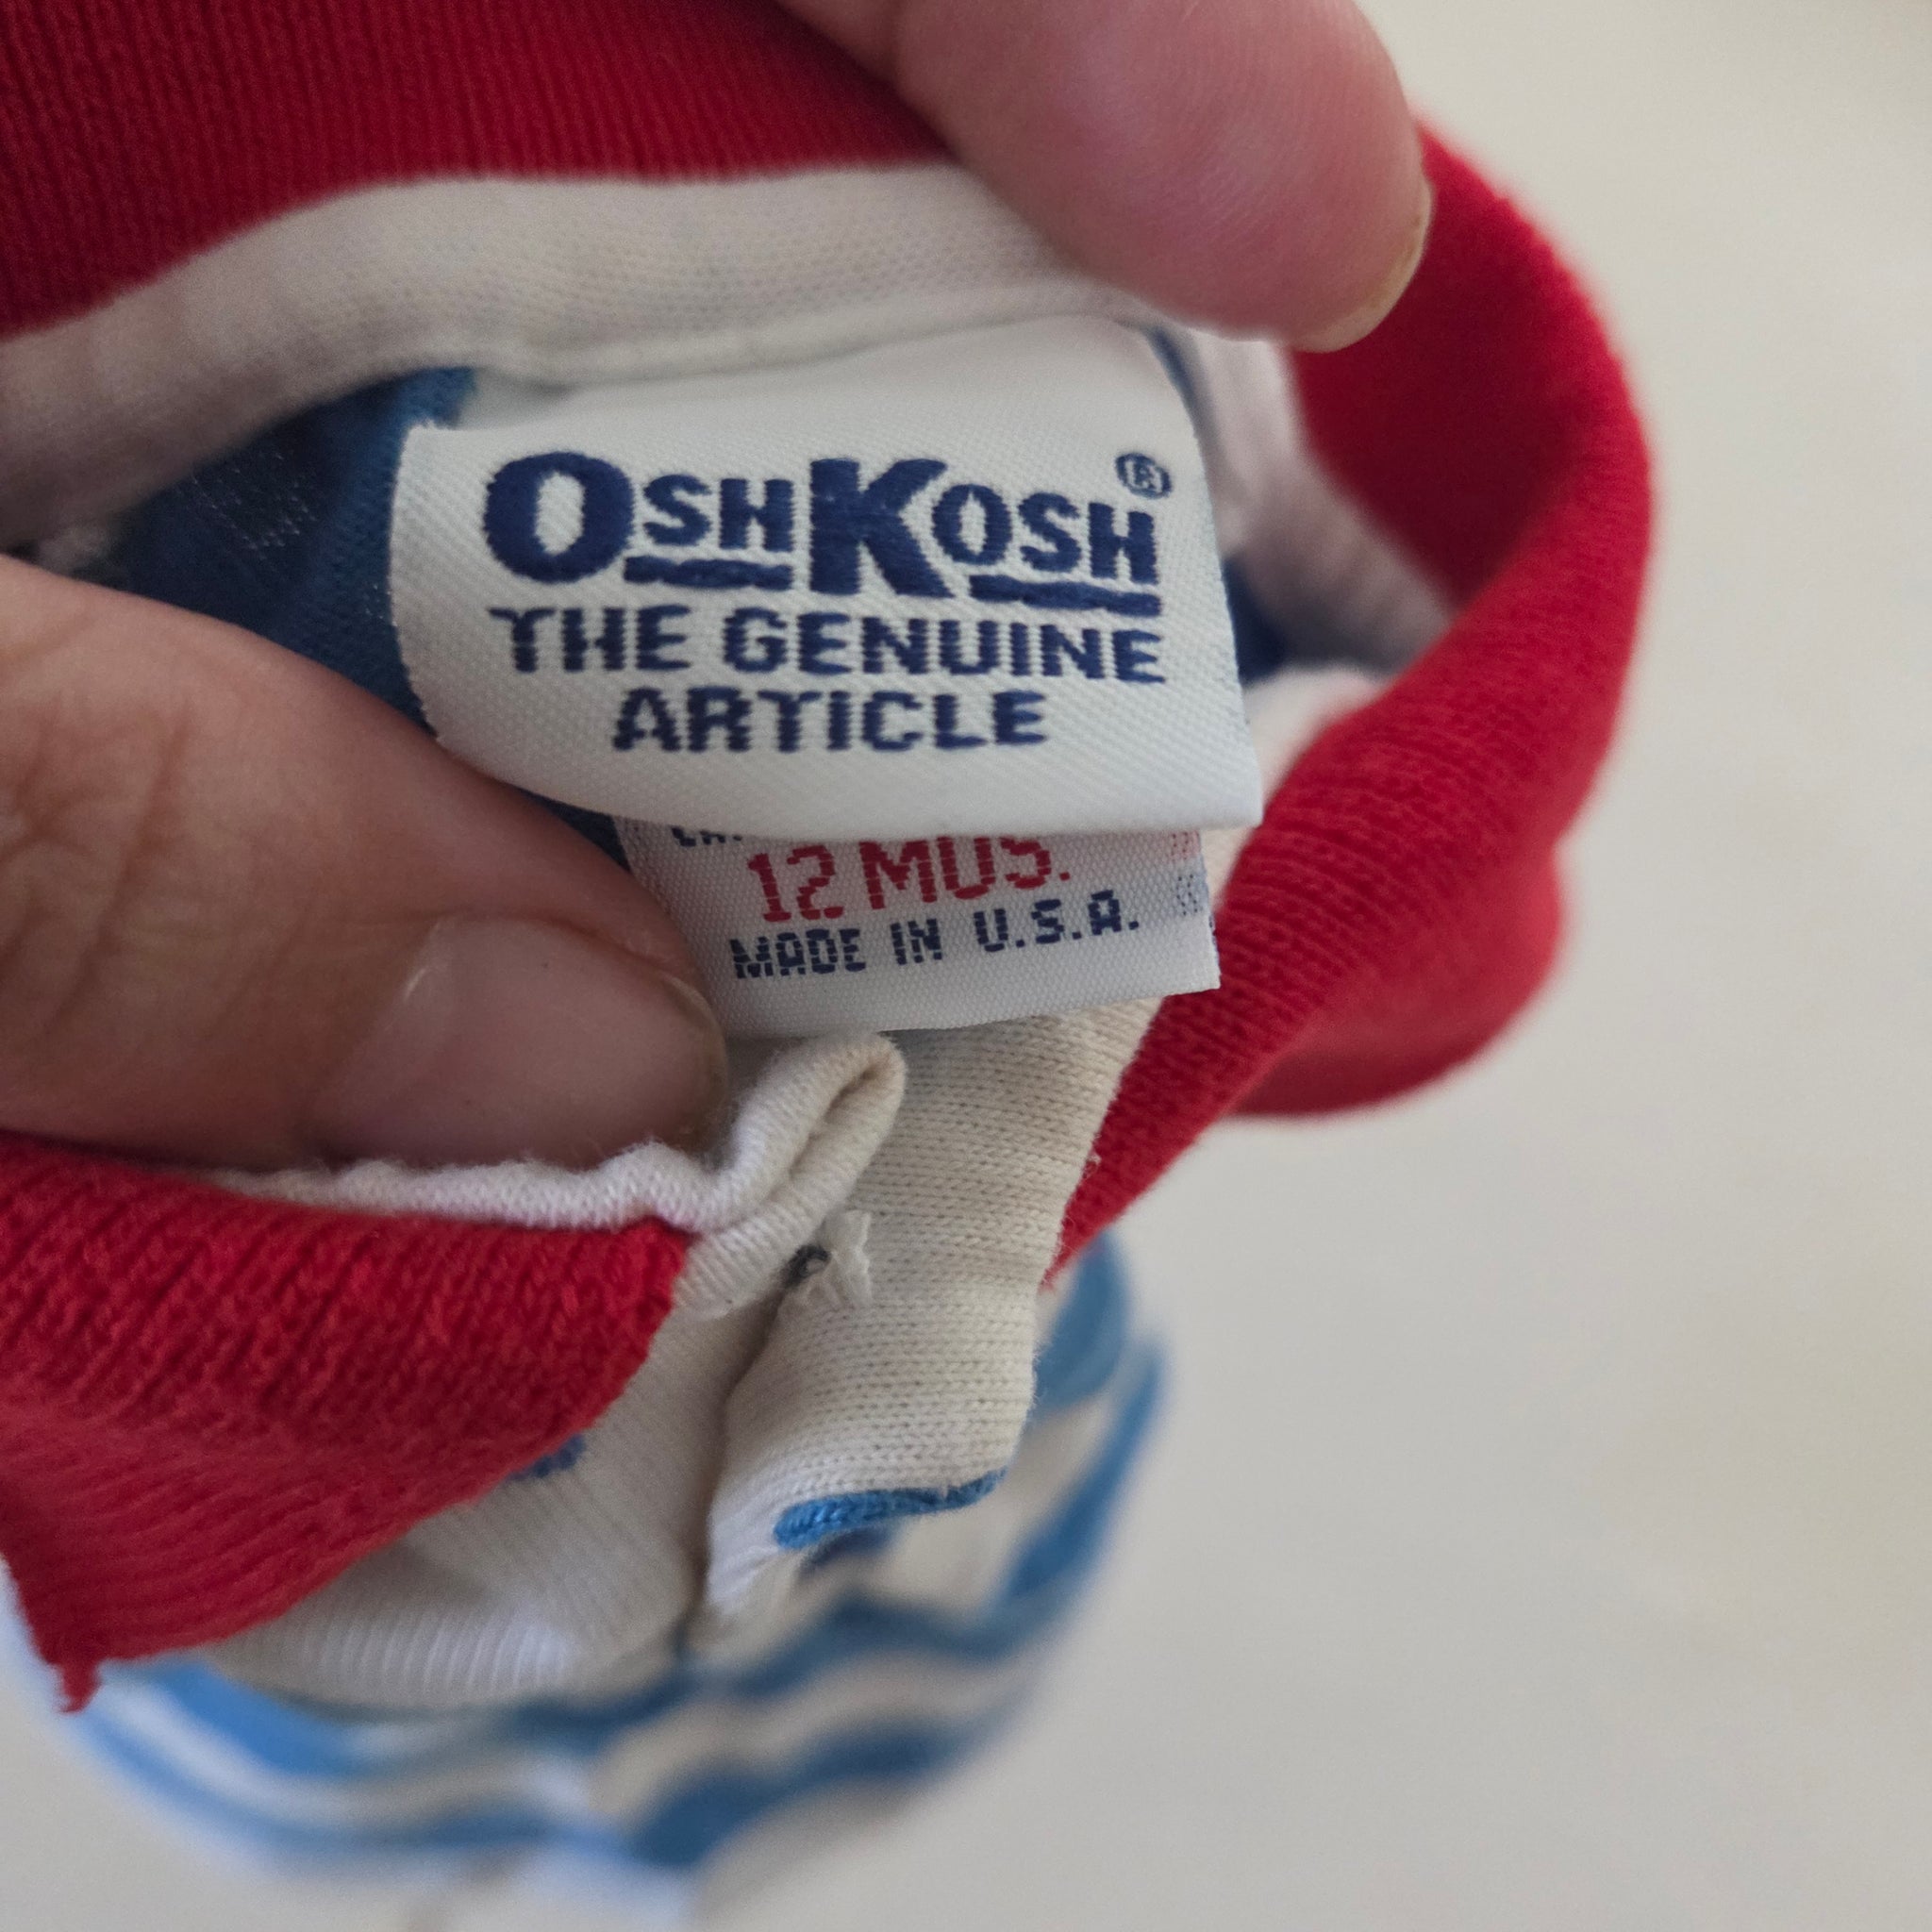 OSHKOSH®
THE GENUINE
ARTICLE
12 MOS.
MADE IN U.S.A.